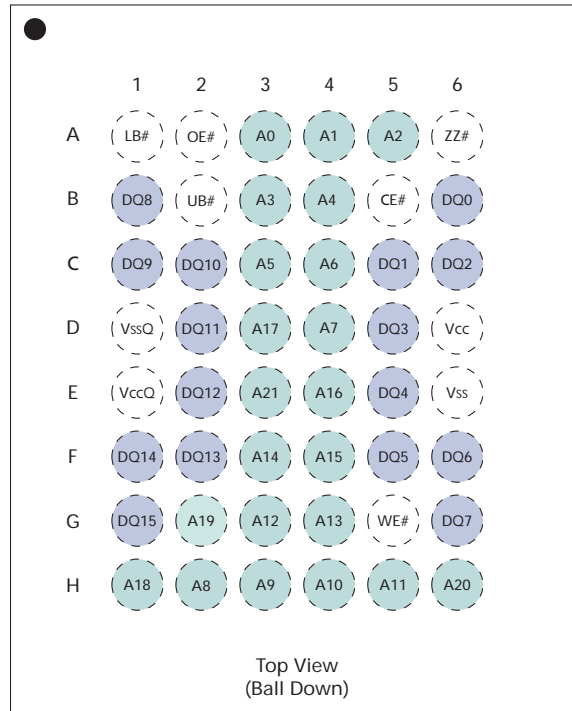 1 2 3 4 5 6
A LB# OE# A0 A1 A2 ZZ#
B DQ8 UB# A3 A4 CE# DQ0
C DQ9 DQ10 A5 A6 DQ1 DQ2
D VssQ DQ11 A17 A7 DQ3 Vcc
E VccQ DQ12 A21 A16 DQ4 Vss
F DQ14 DQ13 A14 A15 DQ5 DQ6
G DQ15 A19 A12 A13 WE# DQ7
H A18 A8 A9 A10 A11 A20
Top View
(Ball Down)